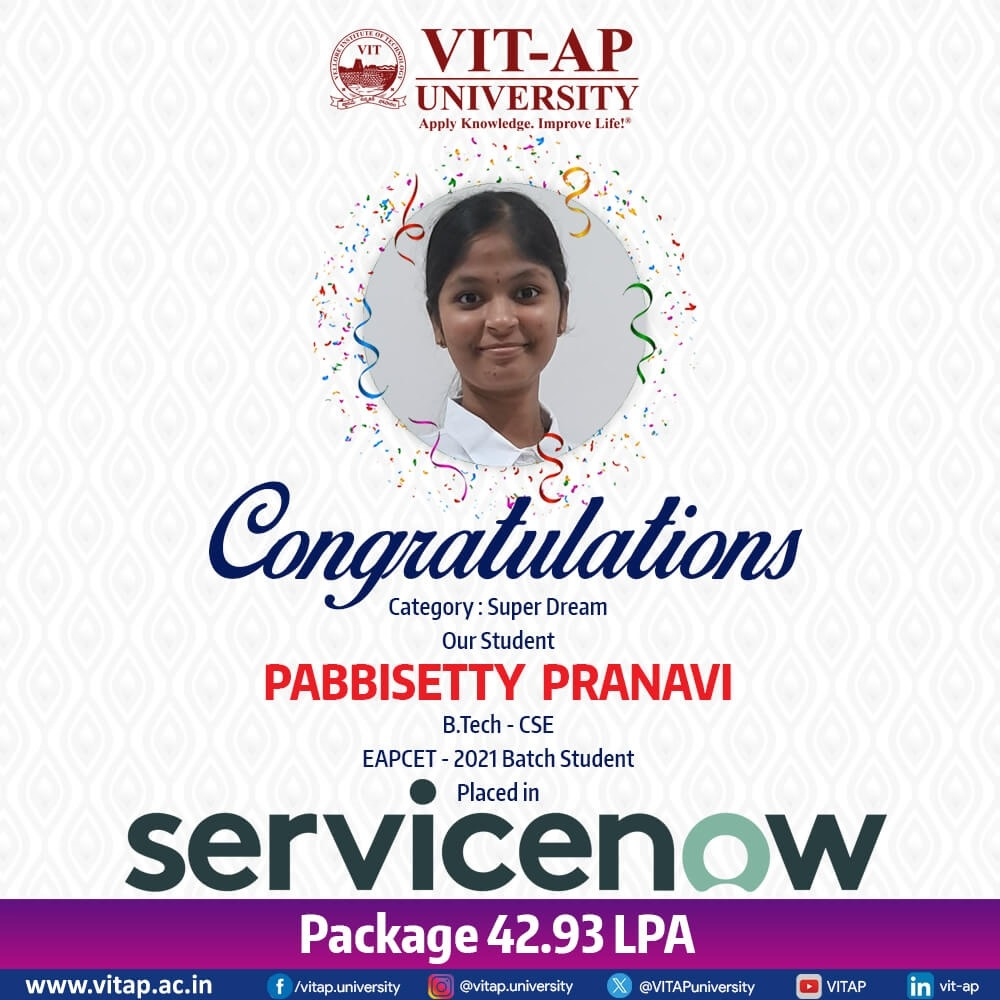 VIT
VELLORE INSTITUTE OF TECHNOLOGY
VIT-AP
UNIVERSITY
Apply Knowledge. Improve Life!®
Congratulations
Category : Super Dream
Our Student
PABBISETTY PRANAVI
B.Tech - CSE
EAPCET - 2021 Batch Student
Placed in
servicenow
Package 42.93 LPA
www.vitap.ac.in /vitap.university @vitap.university @VITAPuniversity VITAP vit-ap